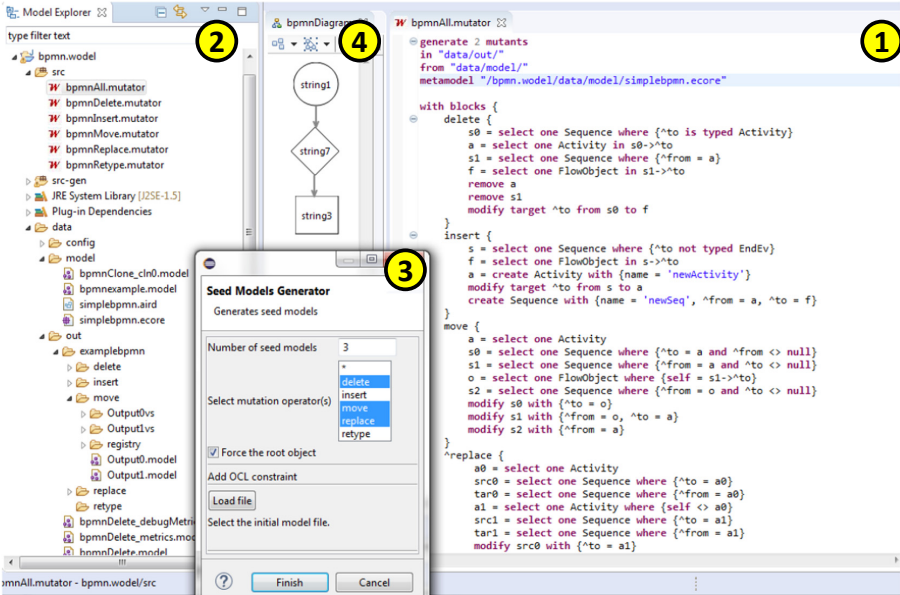 Model Explorer
2
type filter text
bpmn.wodel
src
bpmnAll.mutator
bpmnDelete.mutator
bpmnInsert.mutator
bpmnMove.mutator
bpmnReplace.mutator
bpmnRetype.mutator
src-gen
JRE System Library [J2SE-1.5]
Plug-in Dependencies
data
config
model
bpmnClone_cln0.model
bpmnexample.model
simplebpmn.aird
simplebpmn.ecore
out
examplebpmn
delete
insert
move
Output0vs
Output1vs
registry
Output0.model
Output1.model
replace
retype
bpmnDelete_debugMetri
bpmnDelete_metrics.mod
bpmnDelete.model
bpmnDiagram
4
string1
string7
string3
bpmnAll.mutator
1
generate 2 mutants
in "data/out/"
from "data/model/"
metamodel "/bpmn.wodel/data/model/simplebpmn.ecore"
with blocks {
delete {
s0 = select one Sequence where {^to is typed Activity}
a = select one Activity in s0->^to
s1 = select one Sequence where {^from = a}
f = select one FlowObject in s1->^to
remove a
remove s1
modify target ^to from s0 to f
}
insert {
s = select one Sequence where {^to not typed EndEv}
f = select one FlowObject in s->^to
a = create Activity with {name = 'newActivity'}
modify target ^to from s to a
create Sequence with {name = 'newSeq', ^from = a, ^to = f}
}
move {
a = select one Activity
s0 = select one Sequence where {^to = a and ^from <> null}
s1 = select one Sequence where {^from = a and ^to <> null}
o = select one FlowObject where {self = s1->^to}
s2 = select one Sequence where {^from = o and ^to <> null}
modify s0 with {^to = o}
modify s1 with {^from = o, ^to = a}
modify s2 with {^from = a}
}
^replace {
a0 = select one Activity
src0 = select one Sequence where {^to = a0}
tar0 = select one Sequence where {^from = a0}
a1 = select one Activity where {self <> a0}
src1 = select one Sequence where {^to = a1}
tar1 = select one Sequence where {^from = a1}
modify src0 with {^to = a1}
3
Seed Models Generator
Generates seed models
Number of seed models 3
Select mutation operator(s)
*
delete
insert
move
replace
retype
Force the root object
Add OCL constraint
Load file
Select the initial model file.
? Finish Cancel
mnAll.mutator - bpmn.wodel/src